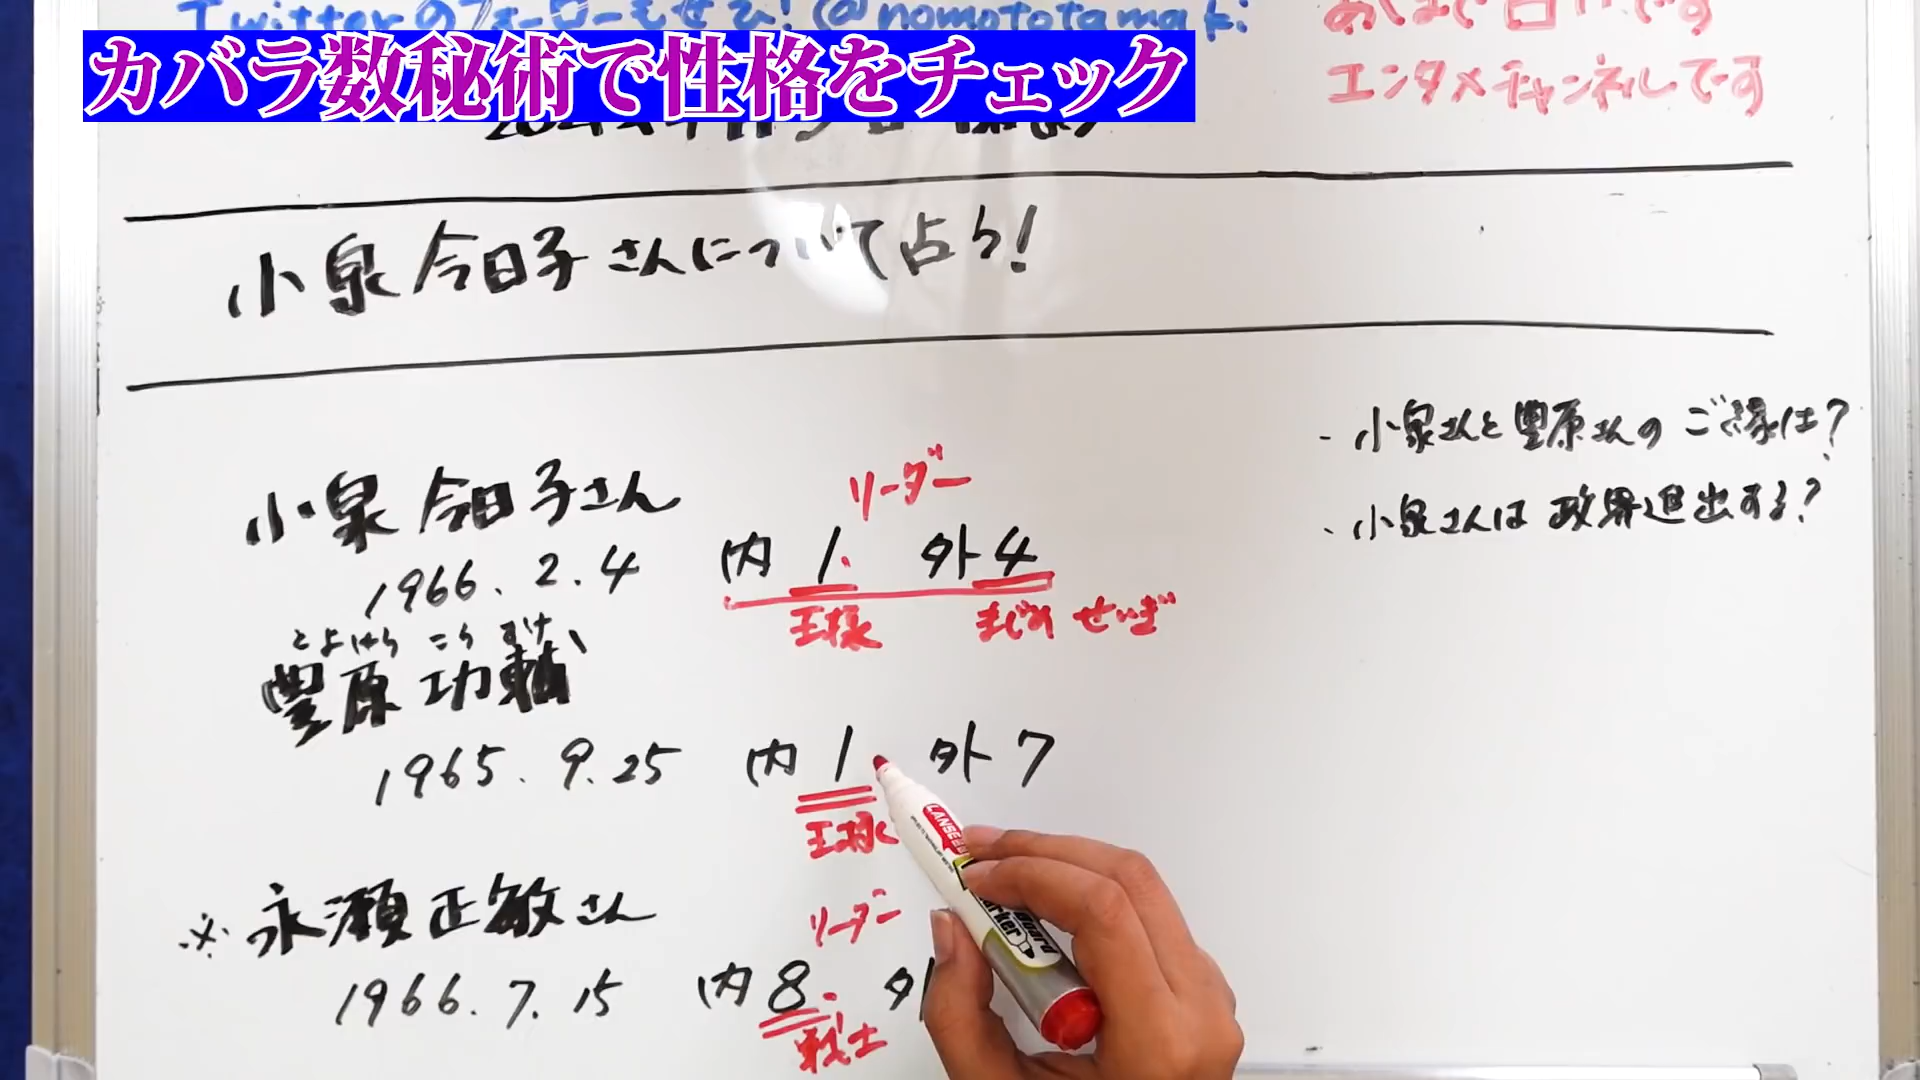 Twitterのフォローもぜひ！@nomototamaki
あくまで占いです
エンタメチャンネルです
カバラ数秘術で性格をチェック
小泉今日子さんについて占う!
・小泉さんと豊原さんのご縁は?
・小泉さんは政界進出する?
小泉今日子さん
リーダー
1966.2.4 内1 外4
王様 まじめ せいぎ
とよはら こうすけ
豊原功輔
1965.9.25 内1 外7
王様
※永瀬正敏さん
リーダー
1966.7.15 内8 外
戦士
LANBEE
Board
Marker